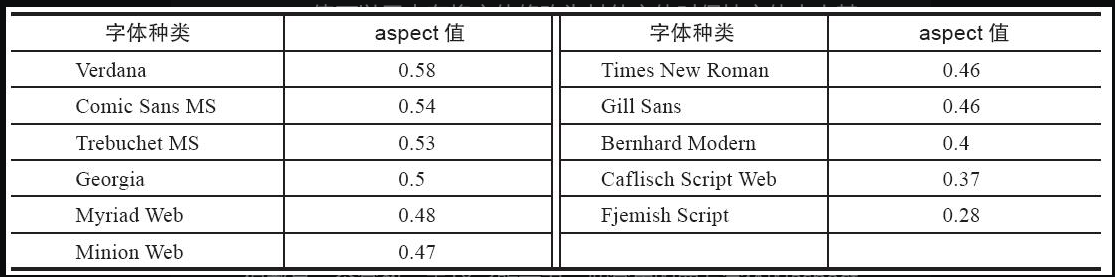 字体种类 aspect 值 字体种类 aspect 值
Verdana 0.58 Times New Roman 0.46
Comic Sans MS 0.54 Gill Sans 0.46
Trebuchet MS 0.53 Bernhard Modern 0.4
Georgia 0.5 Caflisch Script Web 0.37
Myriad Web 0.48 Fjemish Script 0.28
Minion Web 0.47